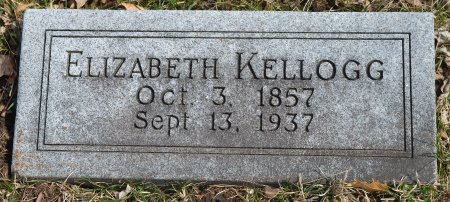 Elizabeth Kellogg
Oct. 3, 1857
Sept. 13, 1937